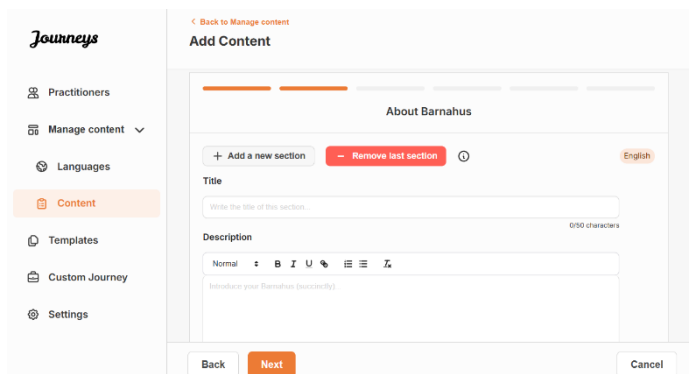 Journeys
Practitioners
Manage content
Languages
Content
Templates
Custom Journey
Settings
< Back to Manage content
Add Content
About Barnahus
+ Add a new section
− Remove last section
English
Title
Write the title of this section.
0/50 characters
Description
Normal B I U
Introduce your Barnahus (succinctly).
Back Next Cancel